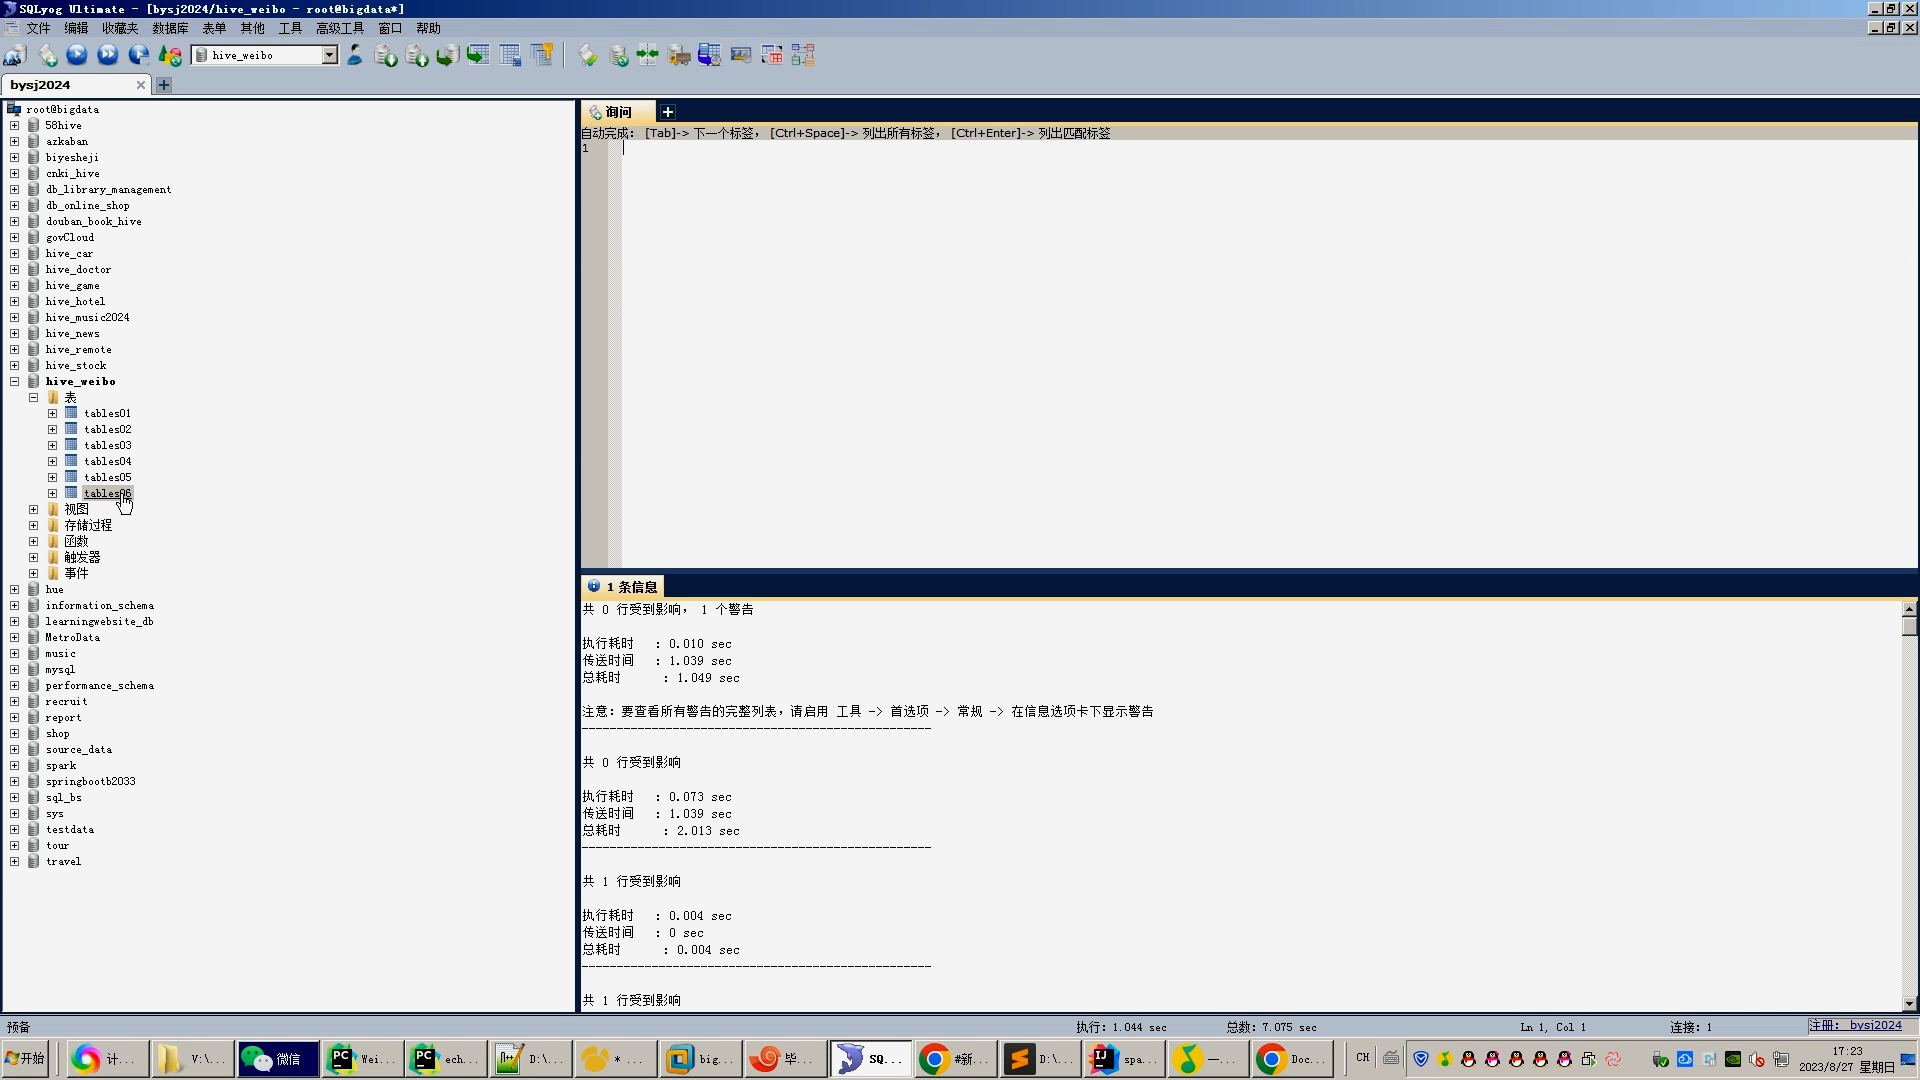 SQLyog Ultimate - [bysj2024/hive_weibo - root@bigdata*]
文件 编辑 收藏夹 数据库 表单 其他 工具 高级工具 窗口 帮助
hive_weibo
bysj2024
root@bigdata
58hive
azkaban
biyesheji
cnki_hive
db_library_management
db_online_shop
douban_book_hive
govCloud
hive_car
hive_doctor
hive_game
hive_hotel
hive_music2024
hive_news
hive_remote
hive_stock
hive_weibo
表
tables01
tables02
tables03
tables04
tables05
tables06
视图
存储过程
函数
触发器
事件
hue
information_schema
learningwebsite_db
MetroData
music
mysql
performance_schema
recruit
report
shop
source_data
spark
springbootb2033
sql_bs
sys
testdata
tour
travel
询问
自动完成: [Tab]-> 下一个标签, [Ctrl+Space]-> 列出所有标签, [Ctrl+Enter]-> 列出匹配标签
1
1 条信息
共 0 行受到影响, 1 个警告
执行耗时 : 0.010 sec
传送时间 : 1.039 sec
总耗时 : 1.049 sec
注意: 要查看所有警告的完整列表,请启用 工具 -> 首选项 -> 常规 -> 在信息选项卡下显示警告
--------------------------------------------------
共 0 行受到影响
执行耗时 : 0.073 sec
传送时间 : 1.039 sec
总耗时 : 2.013 sec
--------------------------------------------------
共 1 行受到影响
执行耗时 : 0.004 sec
传送时间 : 0 sec
总耗时 : 0.004 sec
--------------------------------------------------
共 1 行受到影响
预备 执行: 1.044 sec 总数: 7.075 sec Ln 1, Col 1 连接: 1 注册: bysj2024
开始 计... V:\... 微信 Wei... ech... D:\... * ... big... 毕... SQ... #新... D:\... spa... 一... Doc... CH 17:23
2023/8/27 星期日